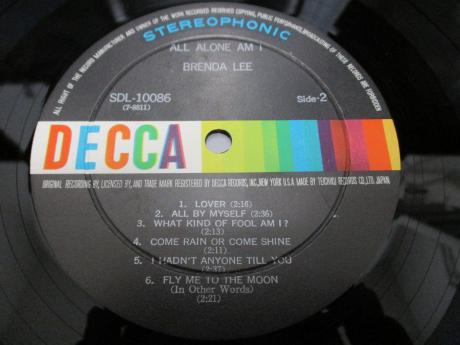 ALL RIGHT OF THE RECORD MANUFACTURER AND OWNER OF THE WORK RECORDED RESERVED COPYING, PUBLIC PERFORMANCE, BROADCASTING OF THEIR RECORDS ARE FORBIDDEN
STEREOPHONIC
ALL ALONE AM I
BRENDA LEE
SDL-10086
(7-8811)
Side-2
DECCA
ORIGINAL RECORDING BY, LICENSED BY, AND TRADE MARK REGISTERED BY DECCA RECORDS, INC., NEW YORK U.S.A MADE BY TEICHIKU RECORDS CO., LTD. JAPAN
1. LOVER (2:16)
2. ALL BY MYSELF (2:36)
3. WHAT KIND OF FOOL AM I?
(2:13)
4. COME RAIN OR COME SHINE
(2:11)
5. I HADN'T ANYONE TILL YOU
(2:37)
6. FLY ME TO THE MOON
(In Other Words)
(2:21)